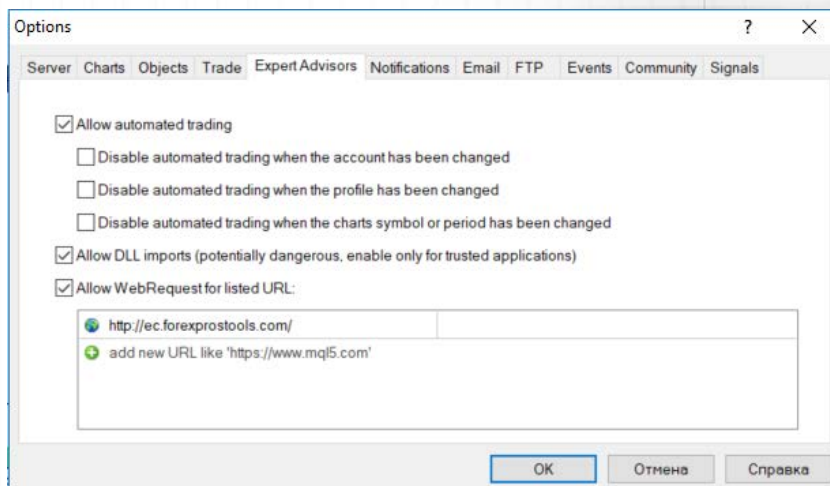 Options
Server Charts Objects Trade Expert Advisors Notifications Email FTP Events Community Signals
Allow automated trading
Disable automated trading when the account has been changed
Disable automated trading when the profile has been changed
Disable automated trading when the charts symbol or period has been changed
Allow DLL imports (potentially dangerous, enable only for trusted applications)
Allow WebRequest for listed URL:
http://ec.forexprostools.com/
add new URL like 'https://www.mql5.com'
OK Отмена Справка